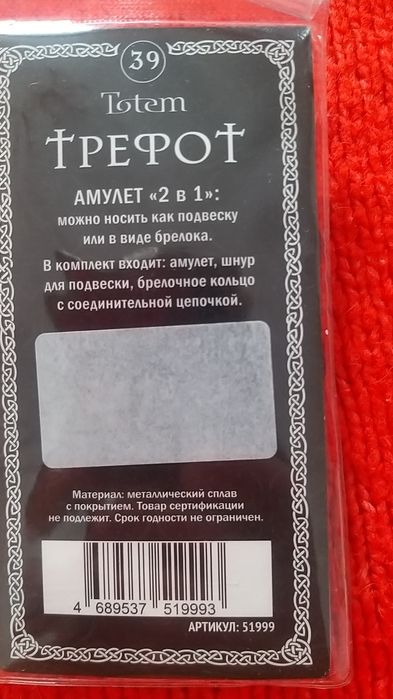 39
Totem
ТРЕФОТ
АМУЛЕТ «2 в 1»:
можно носить как подвеску
или в виде брелока.
В комплект входит: амулет, шнур
для подвески, брелочное кольцо
с соединительной цепочкой.
Материал: металлический сплав
с покрытием. Товар сертификации
не подлежит. Срок годности не ограничен.
4 689537 519993
АРТИКУЛ: 51999